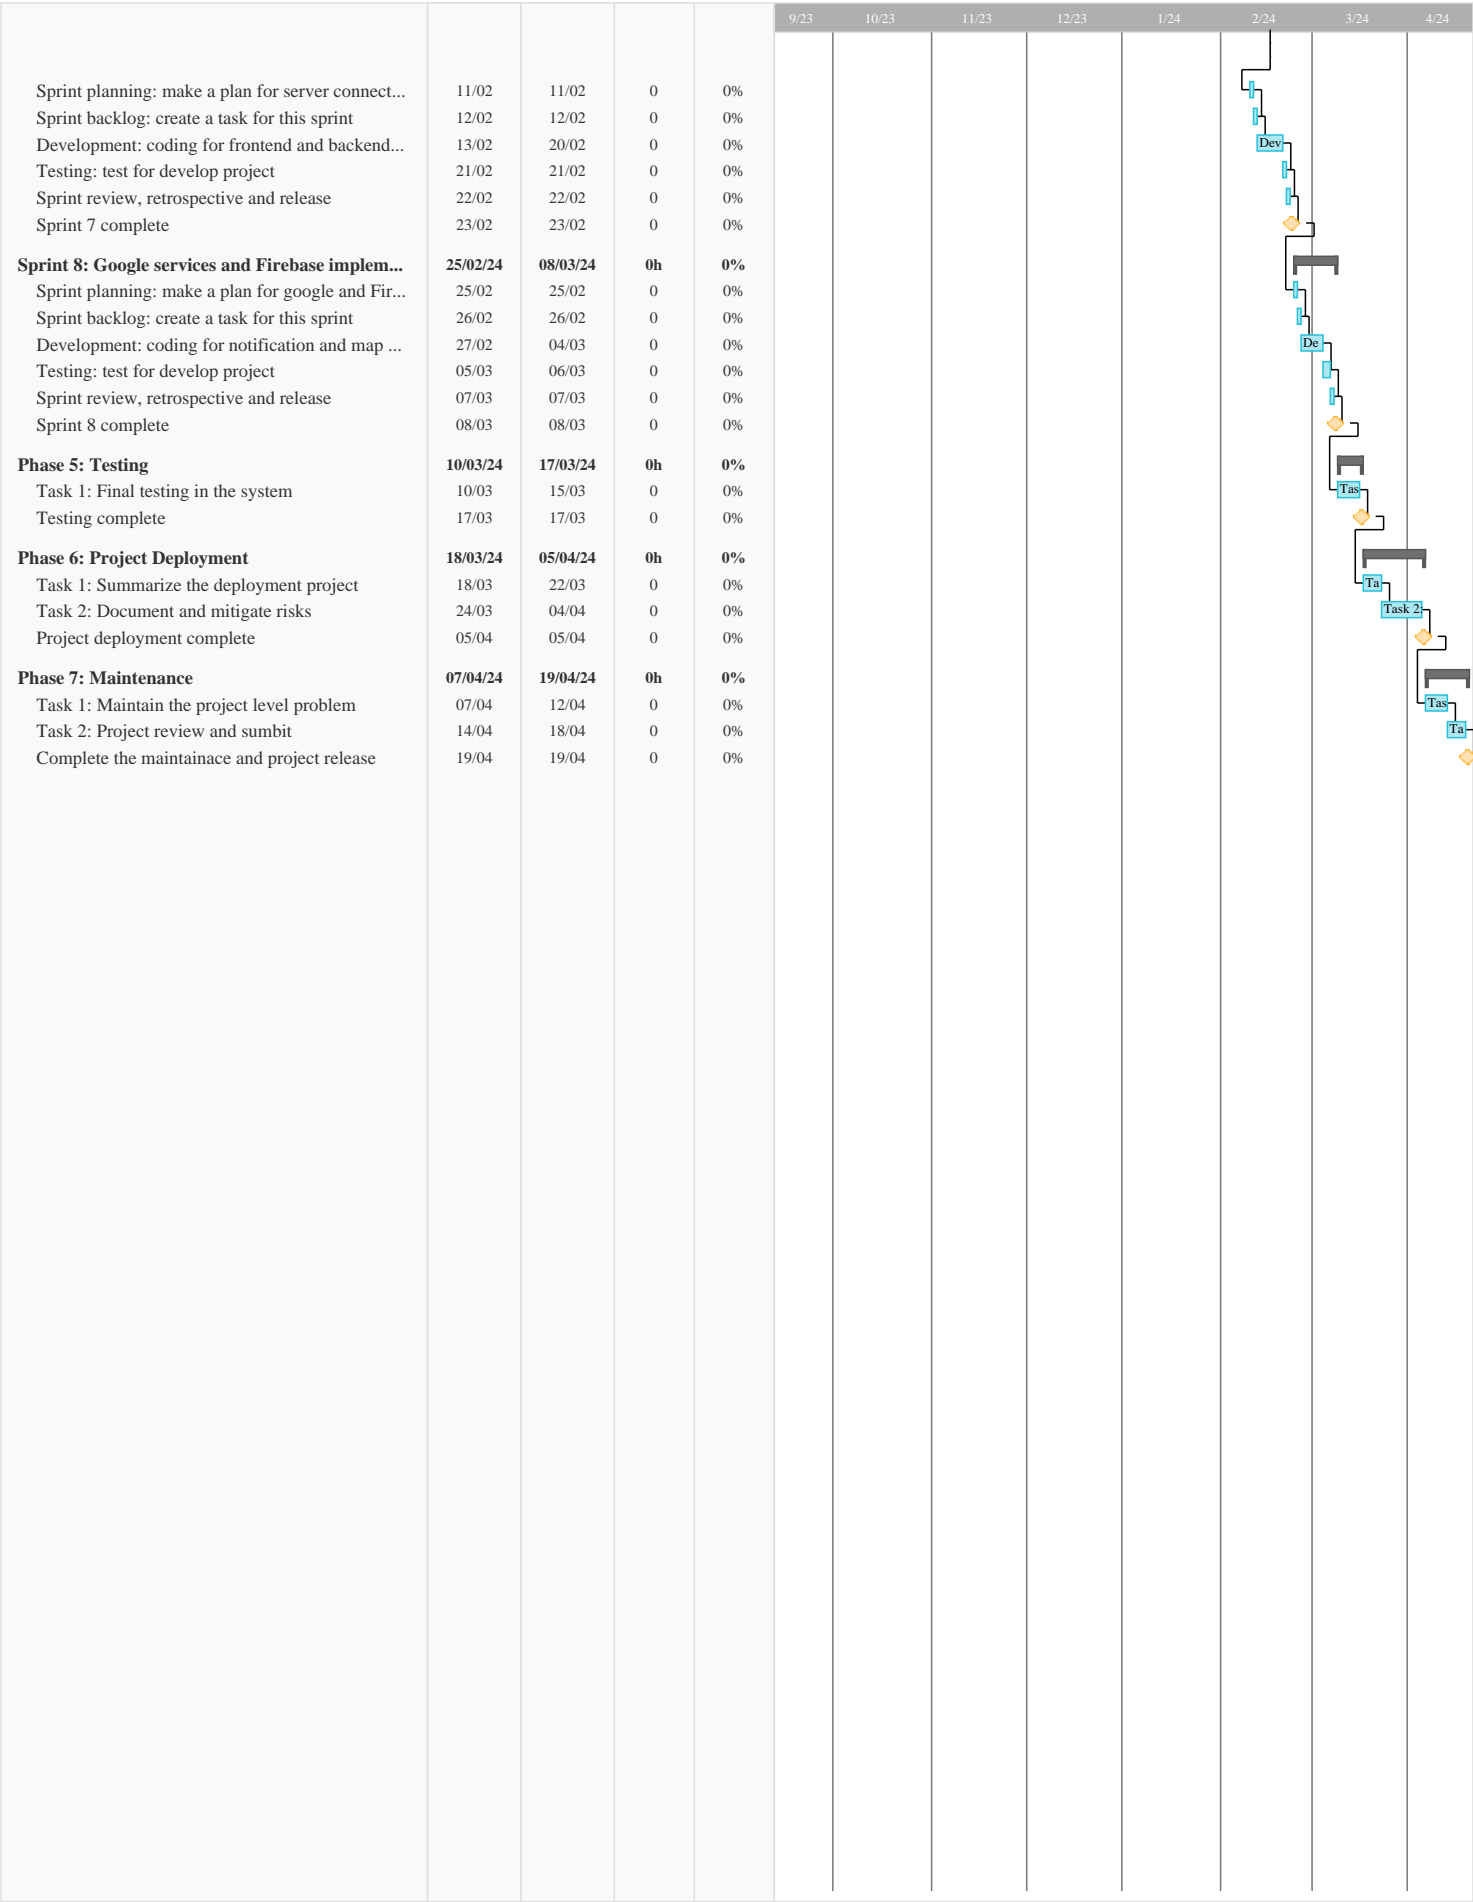 9/23 10/23 11/23 12/23 1/24 2/24 3/24 4/24
Sprint planning: make a plan for server connect... 11/02 11/02 0 0%
Sprint backlog: create a task for this sprint 12/02 12/02 0 0%
Development: coding for frontend and backend... 13/02 20/02 0 0% Dev
Testing: test for develop project 21/02 21/02 0 0%
Sprint review, retrospective and release 22/02 22/02 0 0%
Sprint 7 complete 23/02 23/02 0 0%
Sprint 8: Google services and Firebase implem... 25/02/24 08/03/24 0h 0%
Sprint planning: make a plan for google and Fir... 25/02 25/02 0 0%
Sprint backlog: create a task for this sprint 26/02 26/02 0 0%
Development: coding for notification and map ... 27/02 04/03 0 0% De
Testing: test for develop project 05/03 06/03 0 0%
Sprint review, retrospective and release 07/03 07/03 0 0%
Sprint 8 complete 08/03 08/03 0 0%
Phase 5: Testing 10/03/24 17/03/24 0h 0%
Task 1: Final testing in the system 10/03 15/03 0 0% Tas
Testing complete 17/03 17/03 0 0%
Phase 6: Project Deployment 18/03/24 05/04/24 0h 0%
Task 1: Summarize the deployment project 18/03 22/03 0 0% Ta
Task 2: Document and mitigate risks 24/03 04/04 0 0% Task 2:
Project deployment complete 05/04 05/04 0 0%
Phase 7: Maintenance 07/04/24 19/04/24 0h 0%
Task 1: Maintain the project level problem 07/04 12/04 0 0% Tas
Task 2: Project review and sumbit 14/04 18/04 0 0% Ta
Complete the maintainace and project release 19/04 19/04 0 0%